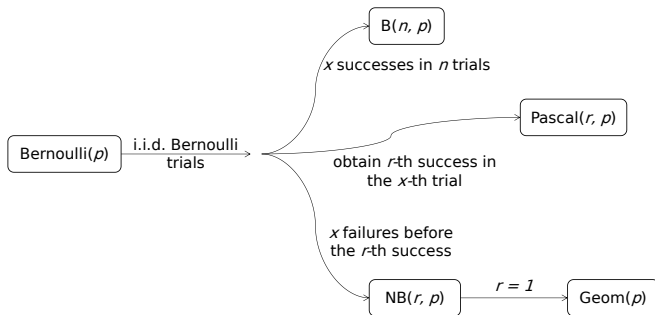 B(n, p)
x successes in n trials
Pascal(r, p)
Bernoulli(p)
i.i.d. Bernoulli
trials
obtain r-th success in
the x-th trial
x failures before
the r-th success
NB(r, p)
r = 1
Geom(p)